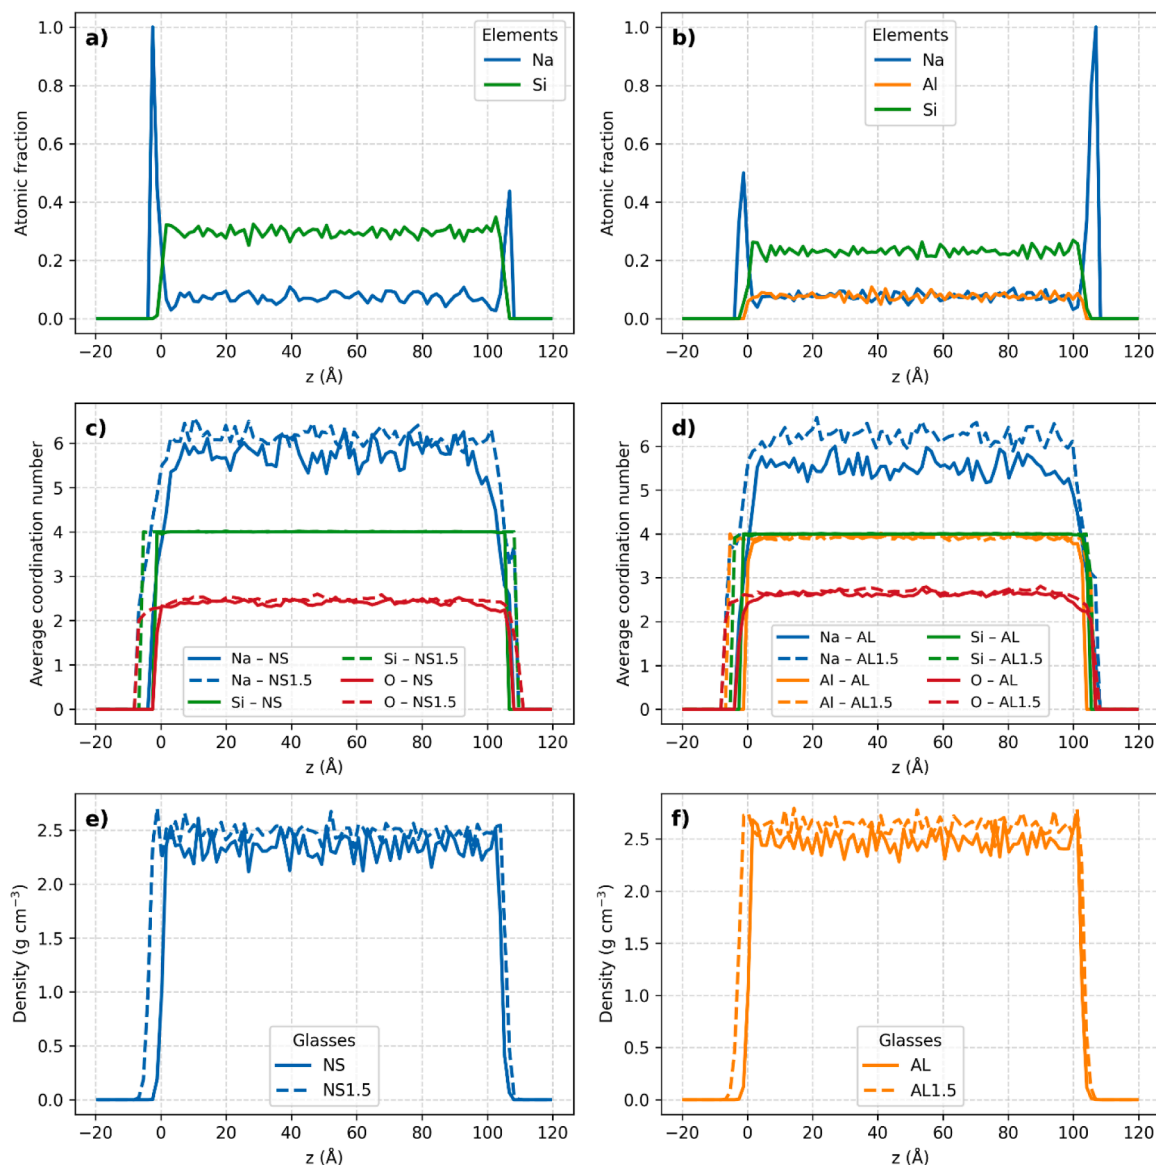 a)
Elements
Na
Si
Atomic fraction
1.0
0.8
0.6
0.4
0.2
0.0
−20 0 20 40 60 80 100 120
z (Å)
b)
Elements
Na
Al
Si
Atomic fraction
1.0
0.8
0.6
0.4
0.2
0.0
−20 0 20 40 60 80 100 120
z (Å)
c)
Average coordination number
6
5
4
3
2
1
0
Na – NS
Na – NS1.5
Si – NS
Si – NS1.5
O – NS
O – NS1.5
−20 0 20 40 60 80 100 120
z (Å)
d)
Average coordination number
6
5
4
3
2
1
0
Na – AL
Na – AL1.5
Al – AL
Al – AL1.5
Si – AL
Si – AL1.5
O – AL
O – AL1.5
−20 0 20 40 60 80 100 120
z (Å)
e)
Density (g cm⁻³)
2.5
2.0
1.5
1.0
0.5
0.0
Glasses
NS
NS1.5
−20 0 20 40 60 80 100 120
z (Å)
f)
Density (g cm⁻³)
2.5
2.0
1.5
1.0
0.5
0.0
Glasses
AL
AL1.5
−20 0 20 40 60 80 100 120
z (Å)